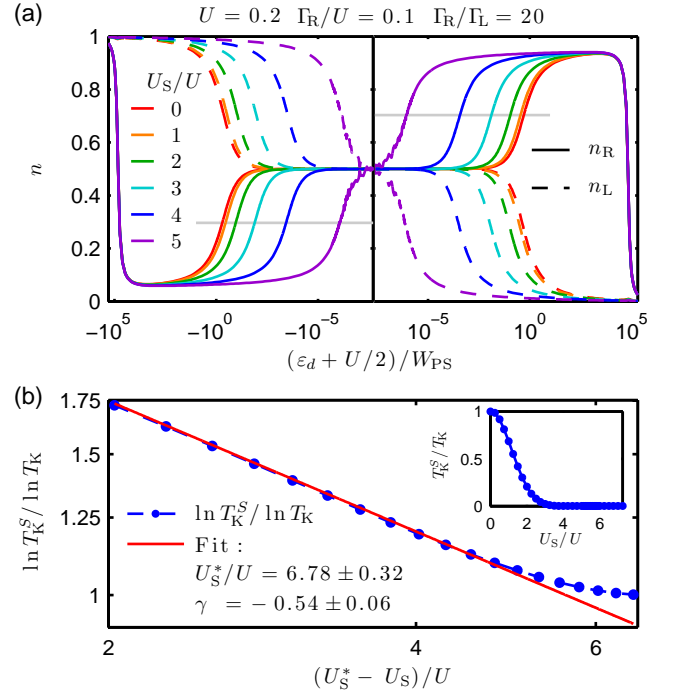 (a)
U = 0.2 Γ_R/U = 0.1 Γ_R/Γ_L = 20
1
0.8
0.6
0.4
0.2
0
n
U_S/U
0
1
2
3
4
5
n_R
n_L
−10^5 −10^0 −10^−5 10^−5 10^0 10^5
(ε_d + U/2)/W_PS
(b)
1.75
1.5
1.25
1
ln T_K^S / ln T_K
ln T_K^S / ln T_K
Fit :
U_S^*/U = 6.78 ± 0.32
γ = − 0.54 ± 0.06
1
0.5
0
T_K^S/T_K
0 2 4 6
U_S/U
2 4 6
(U_S^* − U_S)/U